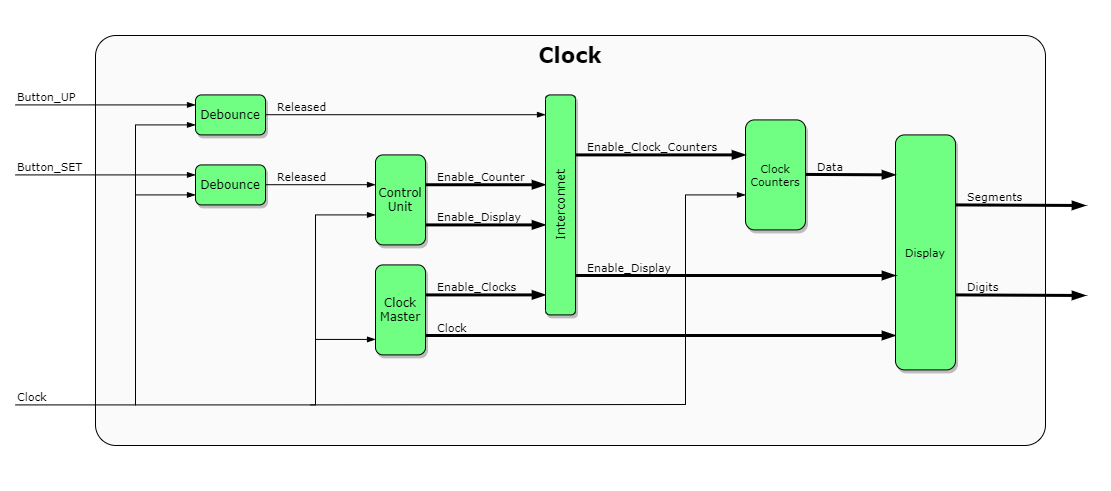 Clock
Button_UP
Debounce
Released
Button_SET
Debounce
Released
Control
Unit
Enable_Counter
Enable_Display
Clock
Master
Enable_Clocks
Clock
Interconnet
Enable_Clock_Counters
Enable_Display
Clock
Counters
Data
Display
Segments
Digits
Clock